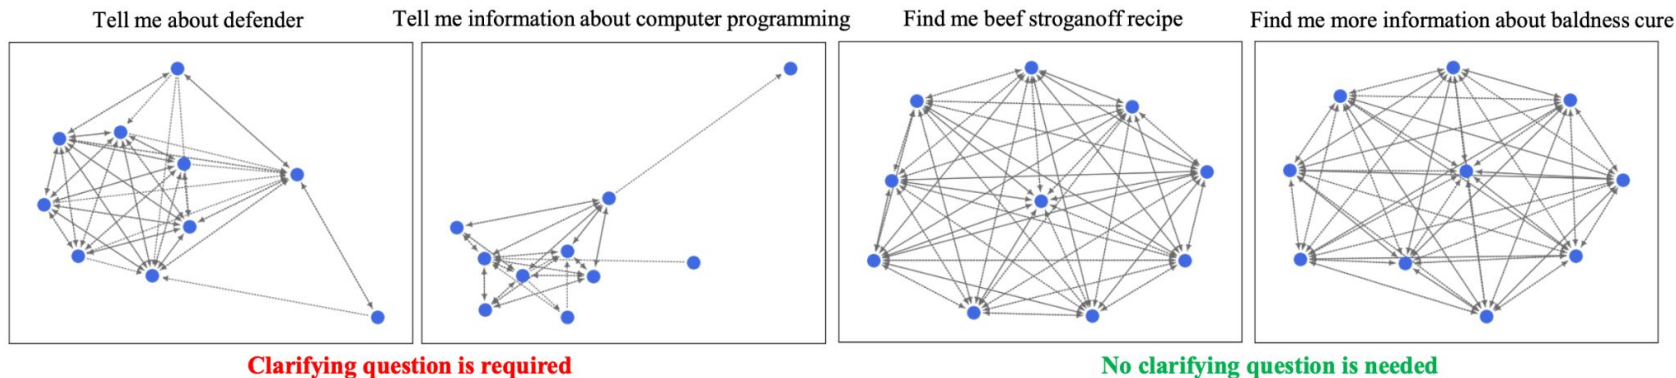 Tell me about defender
Tell me information about computer programming
Find me beef stroganoff recipe
Find me more information about baldness cure
Clarifying question is required
No clarifying question is needed